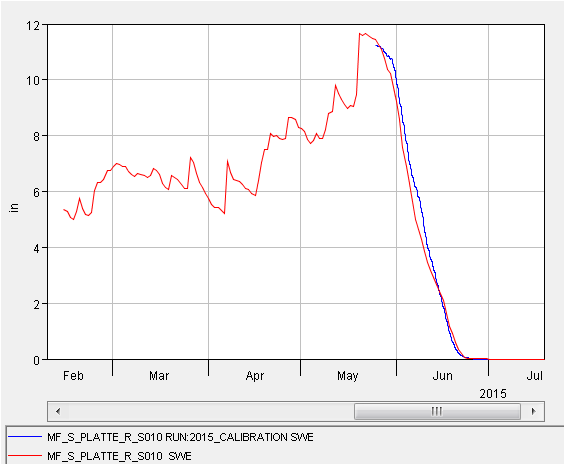 12
10
8
6
4
2
0
in
Feb Mar Apr May Jun Jul
2015
MF_S_PLATTE_R_S010 RUN:2015_CALIBRATION SWE
MF_S_PLATTE_R_S010 SWE